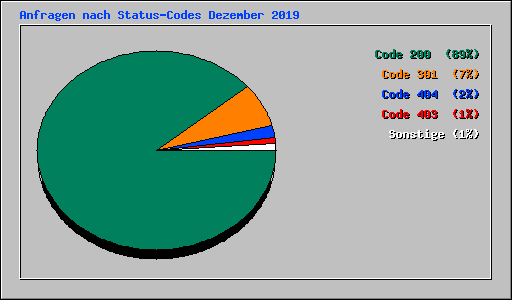 Anfragen nach Status-Codes Dezember 2019
Code 200 (89%)
Code 301 (7%)
Code 404 (2%)
Code 403 (1%)
Sonstige (1%)